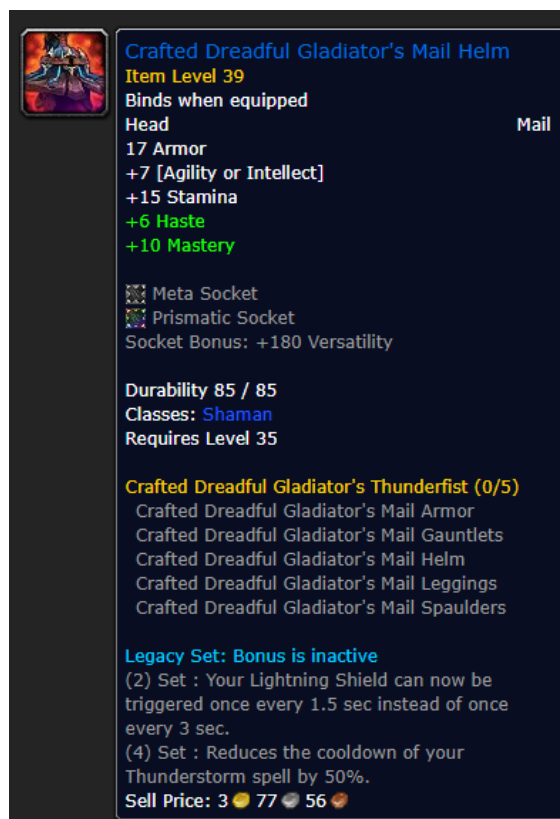 Crafted Dreadful Gladiator's Mail Helm
Item Level 39
Binds when equipped
Head Mail
17 Armor
+7 [Agility or Intellect]
+15 Stamina
+6 Haste
+10 Mastery
Meta Socket
Prismatic Socket
Socket Bonus: +180 Versatility
Durability 85 / 85
Classes: Shaman
Requires Level 35
Crafted Dreadful Gladiator's Thunderfist (0/5)
Crafted Dreadful Gladiator's Mail Armor
Crafted Dreadful Gladiator's Mail Gauntlets
Crafted Dreadful Gladiator's Mail Helm
Crafted Dreadful Gladiator's Mail Leggings
Crafted Dreadful Gladiator's Mail Spaulders
Legacy Set: Bonus is inactive
(2) Set : Your Lightning Shield can now be
triggered once every 1.5 sec instead of once
every 3 sec.
(4) Set : Reduces the cooldown of your
Thunderstorm spell by 50%.
Sell Price: 3 77 56